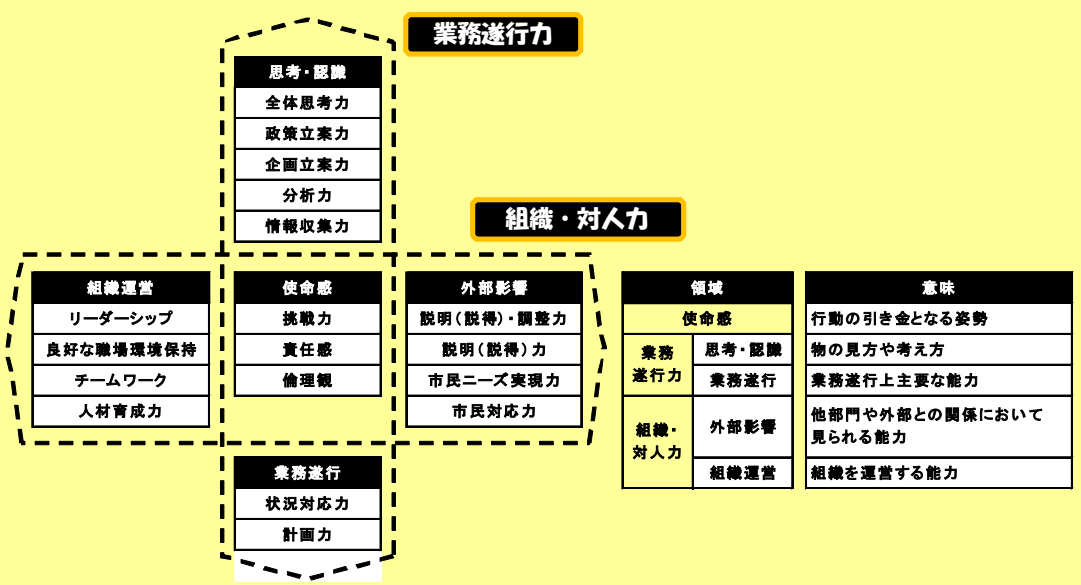 業務遂行力
思考・認識
全体思考力
政策立案力
企画立案力
分析力
情報収集力
組織・対人力
組織運営
リーダーシップ
良好な職場環境保持
チームワーク
人材育成力
使命感
挑戦力
責任感
倫理観
外部影響
説明(説得)・調整力
説明(説得)力
市民ニーズ実現力
市民対応力
業務遂行
状況対応力
計画力
領域
意味
使命感
行動の引き金となる姿勢
業務
遂行力
思考・認識
物の見方や考え方
業務遂行
業務遂行上主要な能力
組織・
対人力
外部影響
他部門や外部との関係において
見られる能力
組織運営
組織を運営する能力